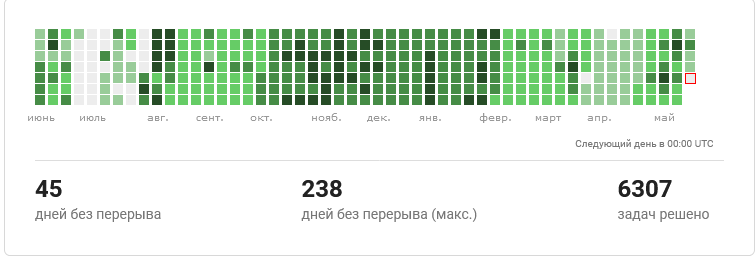 июнь июль авг. сент. окт. нояб. дек. янв. февр. март апр. май
Следующий день в 00:00 UTC
45 238 6307
дней без перерыва дней без перерыва (макс.) задач решено